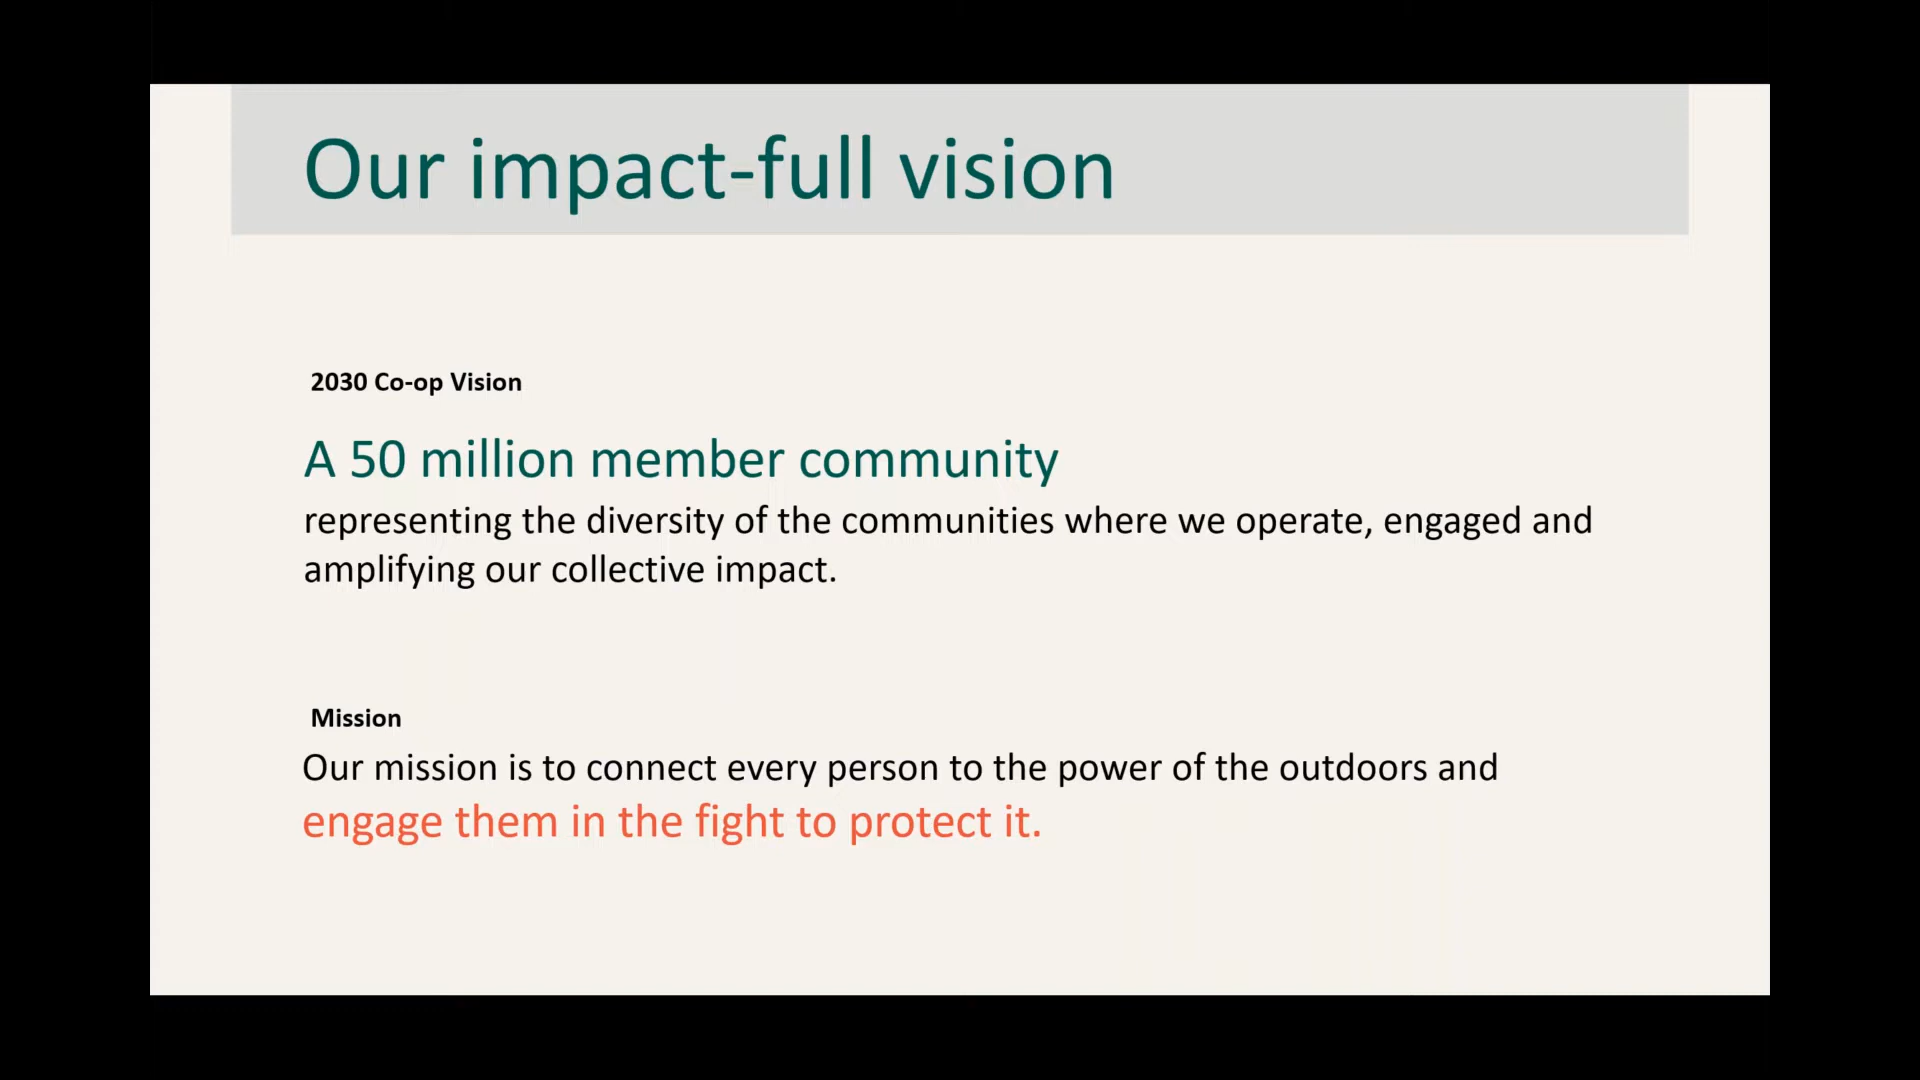 Our impact-full vision
2030 Co-op Vision
A 50 million member community
representing the diversity of the communities where we operate, engaged and
amplifying our collective impact.
Mission
Our mission is to connect every person to the power of the outdoors and
engage them in the fight to protect it.